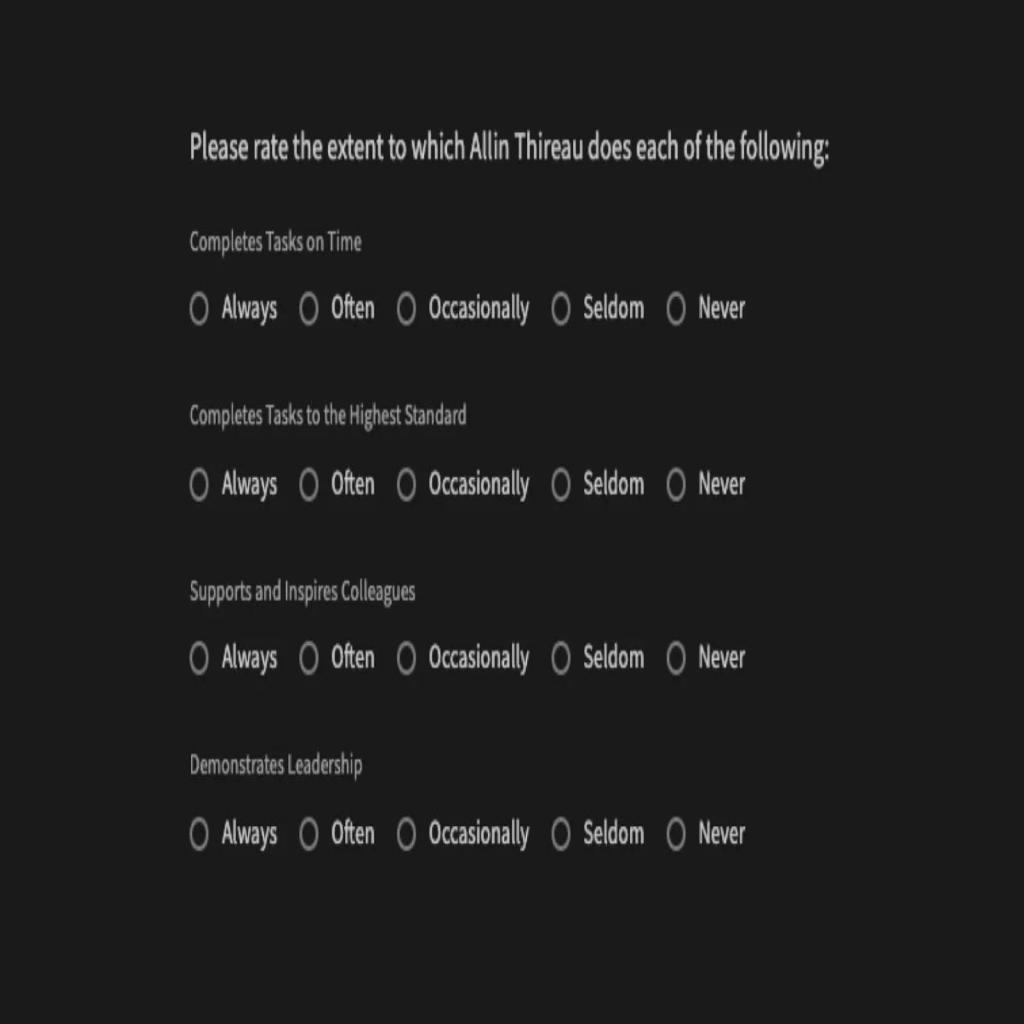 Please rate the extent to which Allin Thireau does each of the following:
Completes Tasks on Time
Always Often Occasionally Seldom Never
Completes Tasks to the Highest Standard
Always Often Occasionally Seldom Never
Supports and Inspires Colleagues
Always Often Occasionally Seldom Never
Demonstrates Leadership
Always Often Occasionally Seldom Never